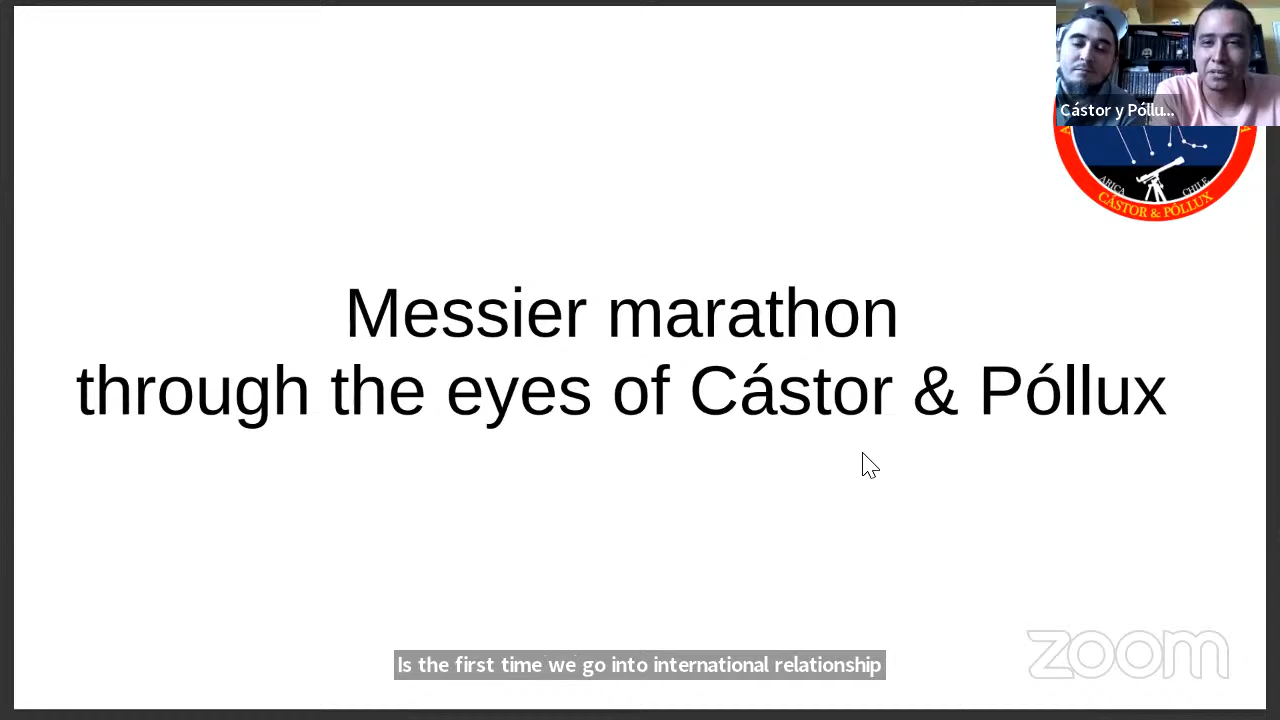 Cástor y Póllu...
ARICA
CHILE
CÁSTOR & PÓLLUX
Messier marathon
through the eyes of Cástor & Póllux
Is the first time we go into international relationship
zoom